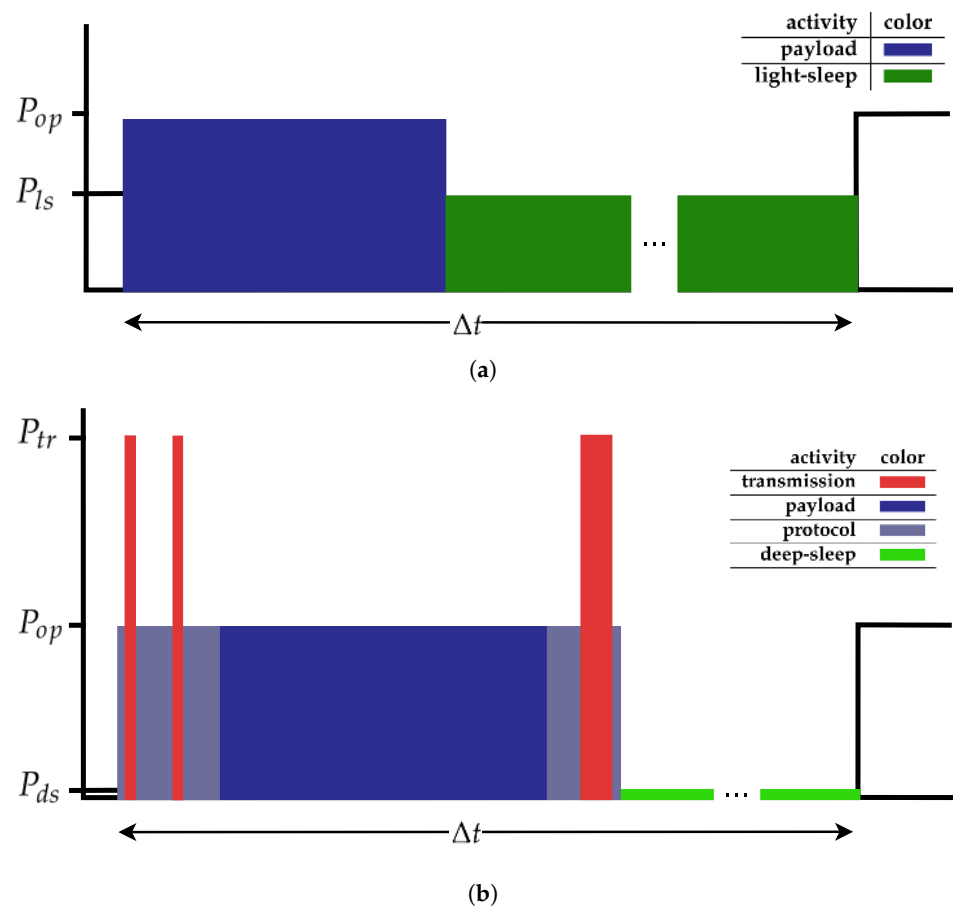 activity color
payload
light-sleep
P_op
P_ls
...
Δt
(a)
P_tr
activity color
transmission
payload
protocol
deep-sleep
P_op
P_ds
...
Δt
(b)